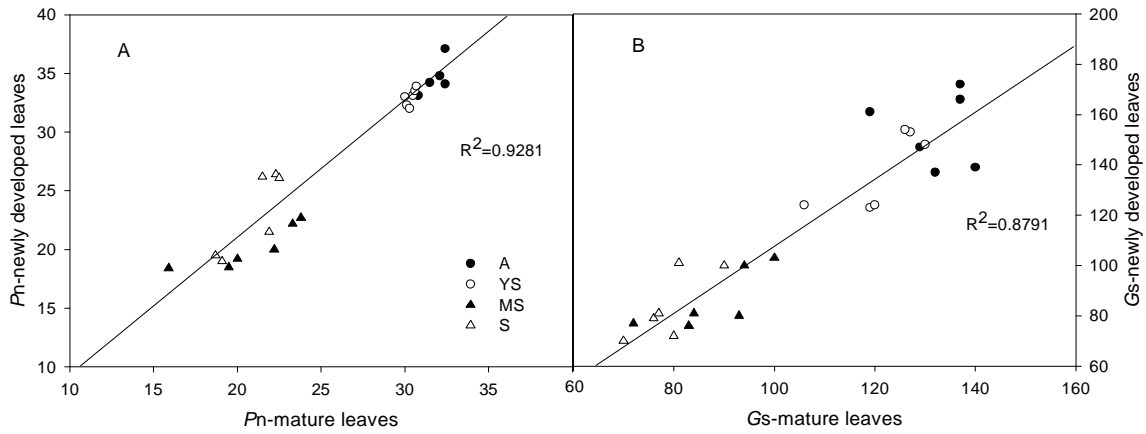 A
B
Pn-newly developed leaves
40
35
30
25
20
15
10
R²=0.9281
A
YS
MS
S
10
15
20
25
30
35
Pn-mature leaves
200
180
160
140
120
100
80
60
Gs-newly developed leaves
R²=0.8791
60
80
100
120
140
160
Gs-mature leaves